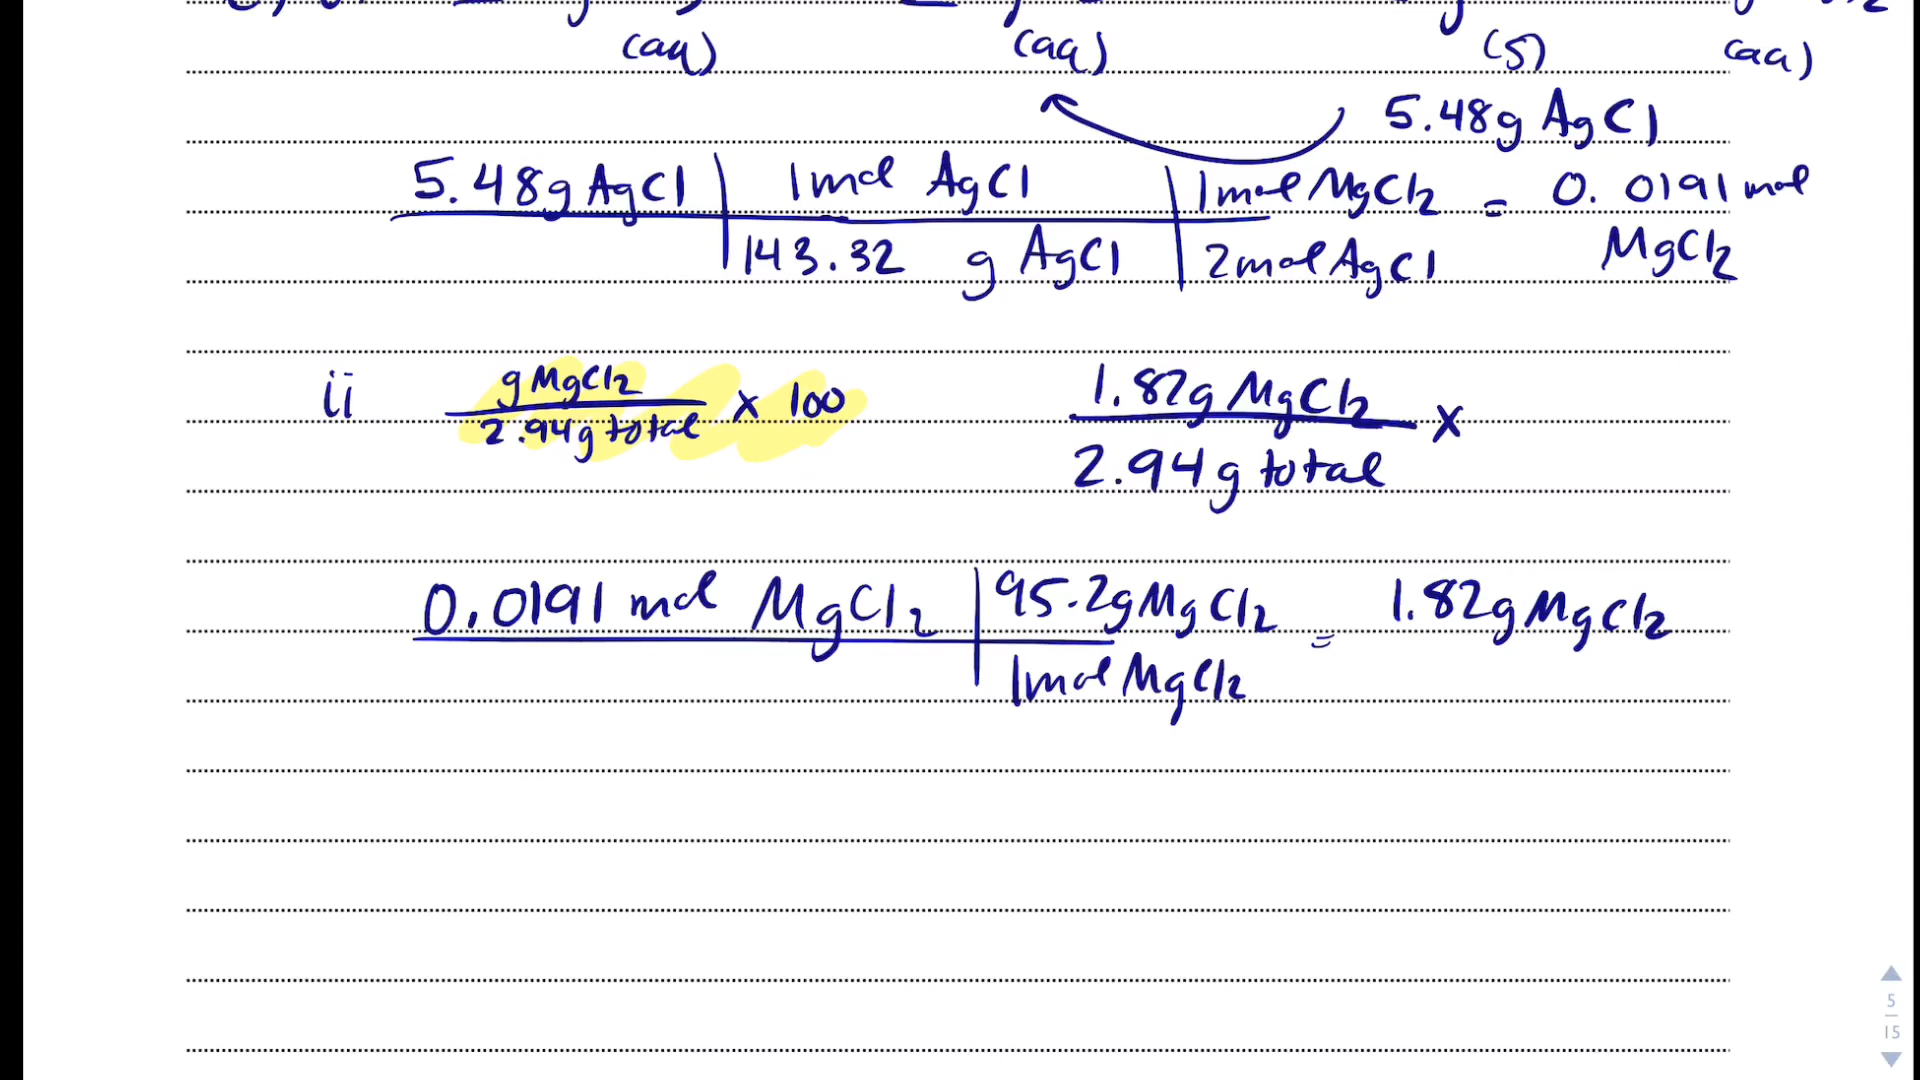 (aq) (aq) (s) (aq)
5.48g AgCl
5.48g AgCl | 1mol AgCl | 1mol MgCl2 = 0.0191 mol
143.32 g AgCl | 2mol AgCl MgCl2
ii g MgCl2 x 100 1.82g MgCl2 x
2.94g total 2.94g total
0.0191 mol MgCl2 | 95.2g MgCl2 = 1.82g MgCl2
1mol MgCl2
5
15